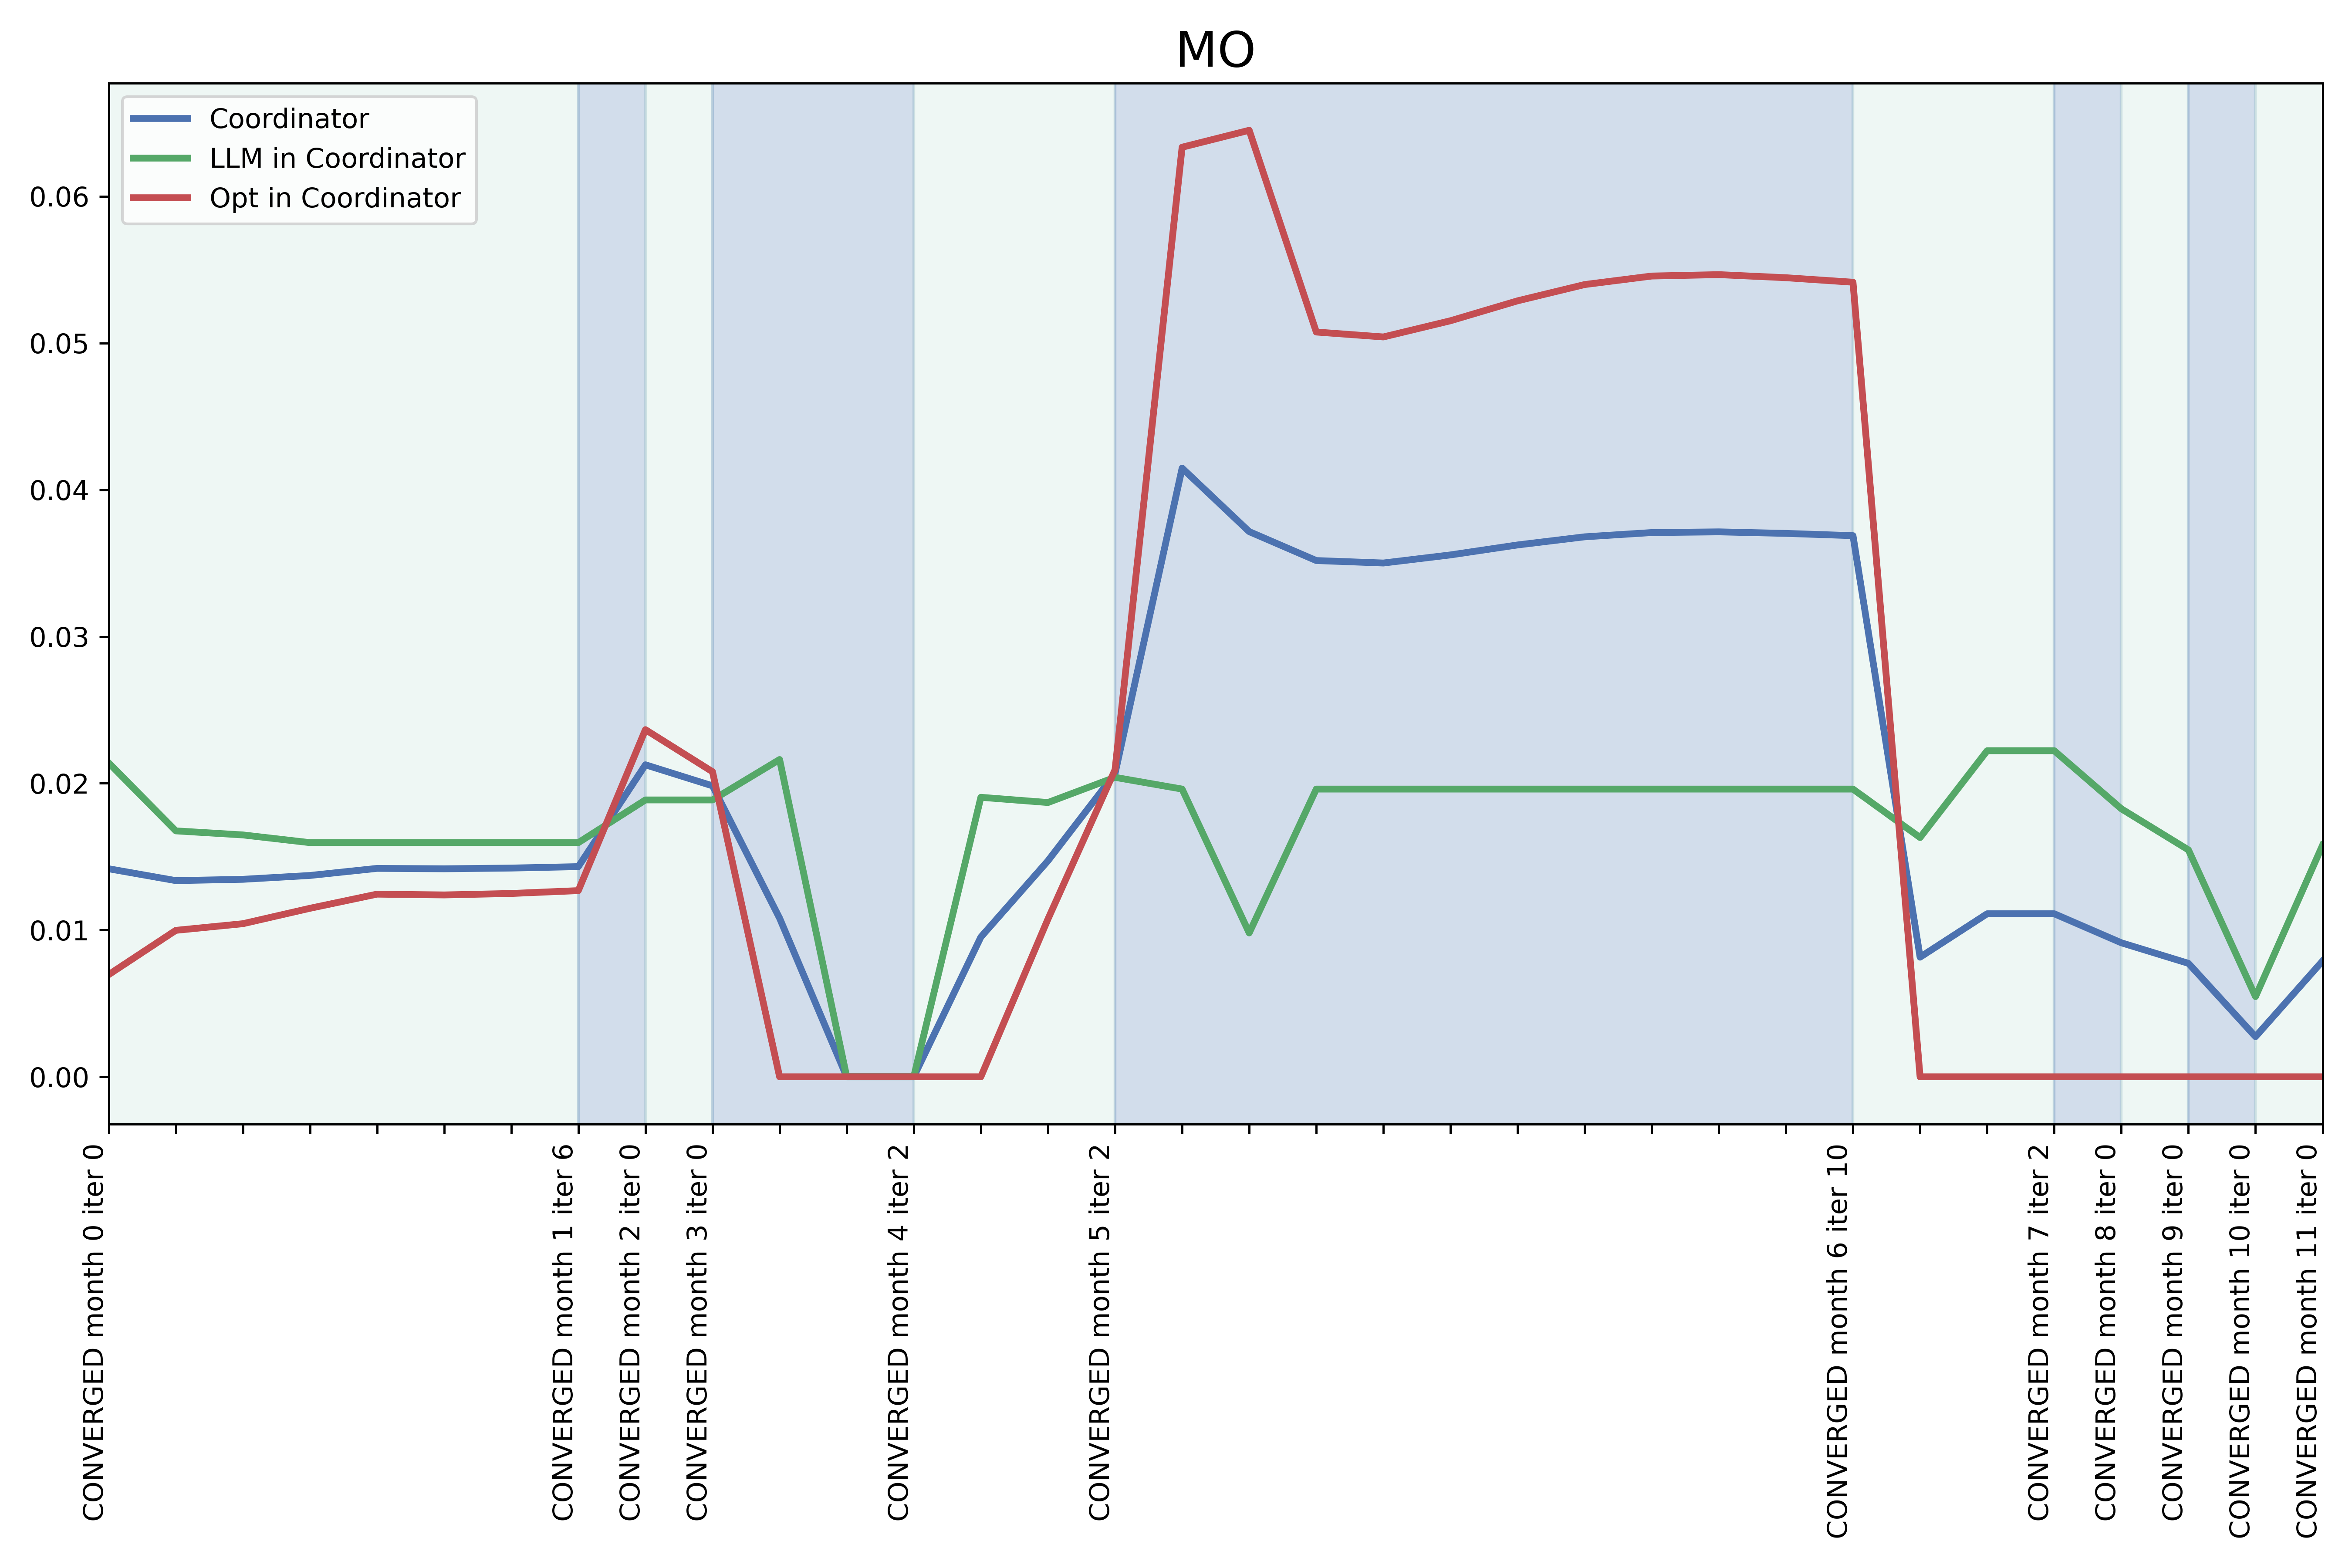 MO
Coordinator
LLM in Coordinator
Opt in Coordinator
0.06
0.05
0.04
0.03
0.02
0.01
0.00
CONVERGED month 0 iter 0
CONVERGED month 1 iter 6
CONVERGED month 2 iter 0
CONVERGED month 3 iter 0
CONVERGED month 4 iter 2
CONVERGED month 5 iter 2
CONVERGED month 6 iter 10
CONVERGED month 7 iter 2
CONVERGED month 8 iter 0
CONVERGED month 9 iter 0
CONVERGED month 10 iter 0
CONVERGED month 11 iter 0